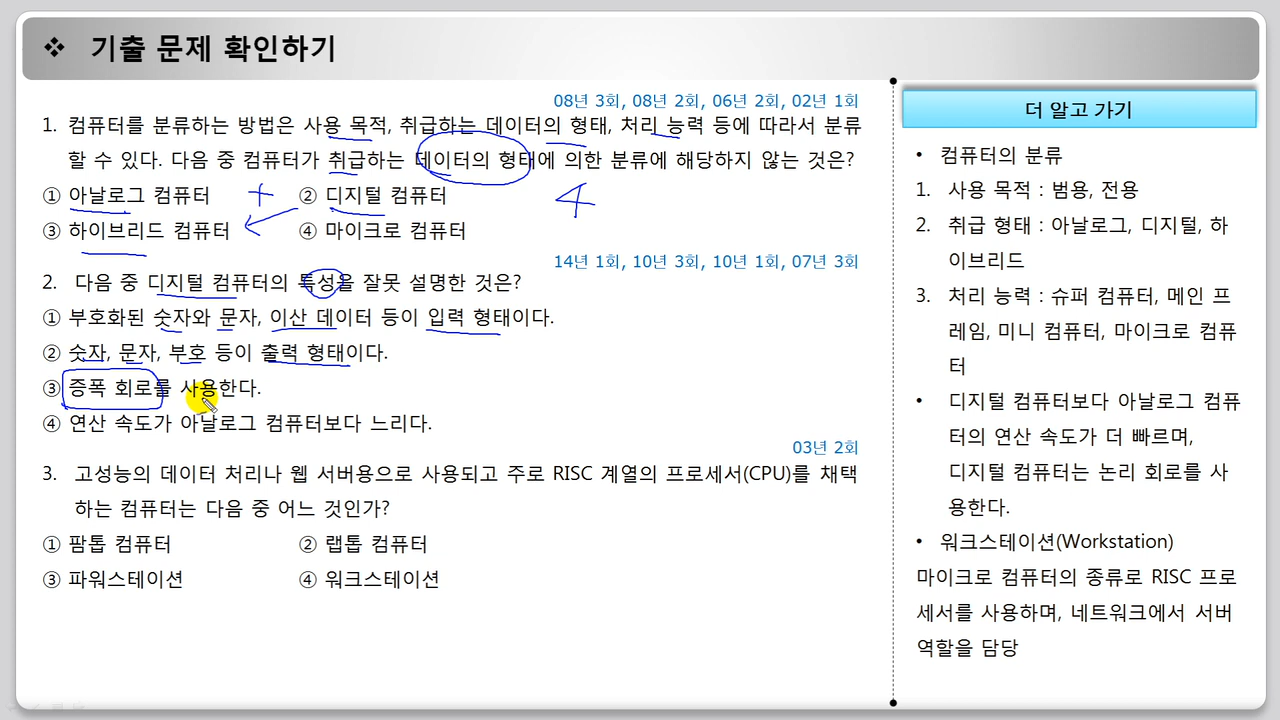 ❖ 기출 문제 확인하기
08년 3회, 08년 2회, 06년 2회, 02년 1회
1. 컴퓨터를 분류하는 방법은 사용 목적, 취급하는 데이터의 형태, 처리 능력 등에 따라서 분류
할 수 있다. 다음 중 컴퓨터가 취급하는 데이터의 형태에 의한 분류에 해당하지 않는 것은?
① 아날로그 컴퓨터 + ② 디지털 컴퓨터 4
③ 하이브리드 컴퓨터 ④ 마이크로 컴퓨터
14년 1회, 10년 3회, 10년 1회, 07년 3회
2. 다음 중 디지털 컴퓨터의 특성을 잘못 설명한 것은?
① 부호화된 숫자와 문자, 이산 데이터 등이 입력 형태이다.
② 숫자, 문자, 부호 등이 출력 형태이다.
③ 증폭 회로를 사용한다.
④ 연산 속도가 아날로그 컴퓨터보다 느리다.
03년 2회
3. 고성능의 데이터 처리나 웹 서버용으로 사용되고 주로 RISC 계열의 프로세서(CPU)를 채택
하는 컴퓨터는 다음 중 어느 것인가?
① 팜톱 컴퓨터 ② 랩톱 컴퓨터
③ 파워스테이션 ④ 워크스테이션
더 알고 가기
• 컴퓨터의 분류
1. 사용 목적 : 범용, 전용
2. 취급 형태 : 아날로그, 디지털, 하
이브리드
3. 처리 능력 : 슈퍼 컴퓨터, 메인 프
레임, 미니 컴퓨터, 마이크로 컴퓨
터
• 디지털 컴퓨터보다 아날로그 컴퓨
터의 연산 속도가 더 빠르며,
디지털 컴퓨터는 논리 회로를 사
용한다.
• 워크스테이션(Workstation)
마이크로 컴퓨터의 종류로 RISC 프로
세서를 사용하며, 네트워크에서 서버
역할을 담당